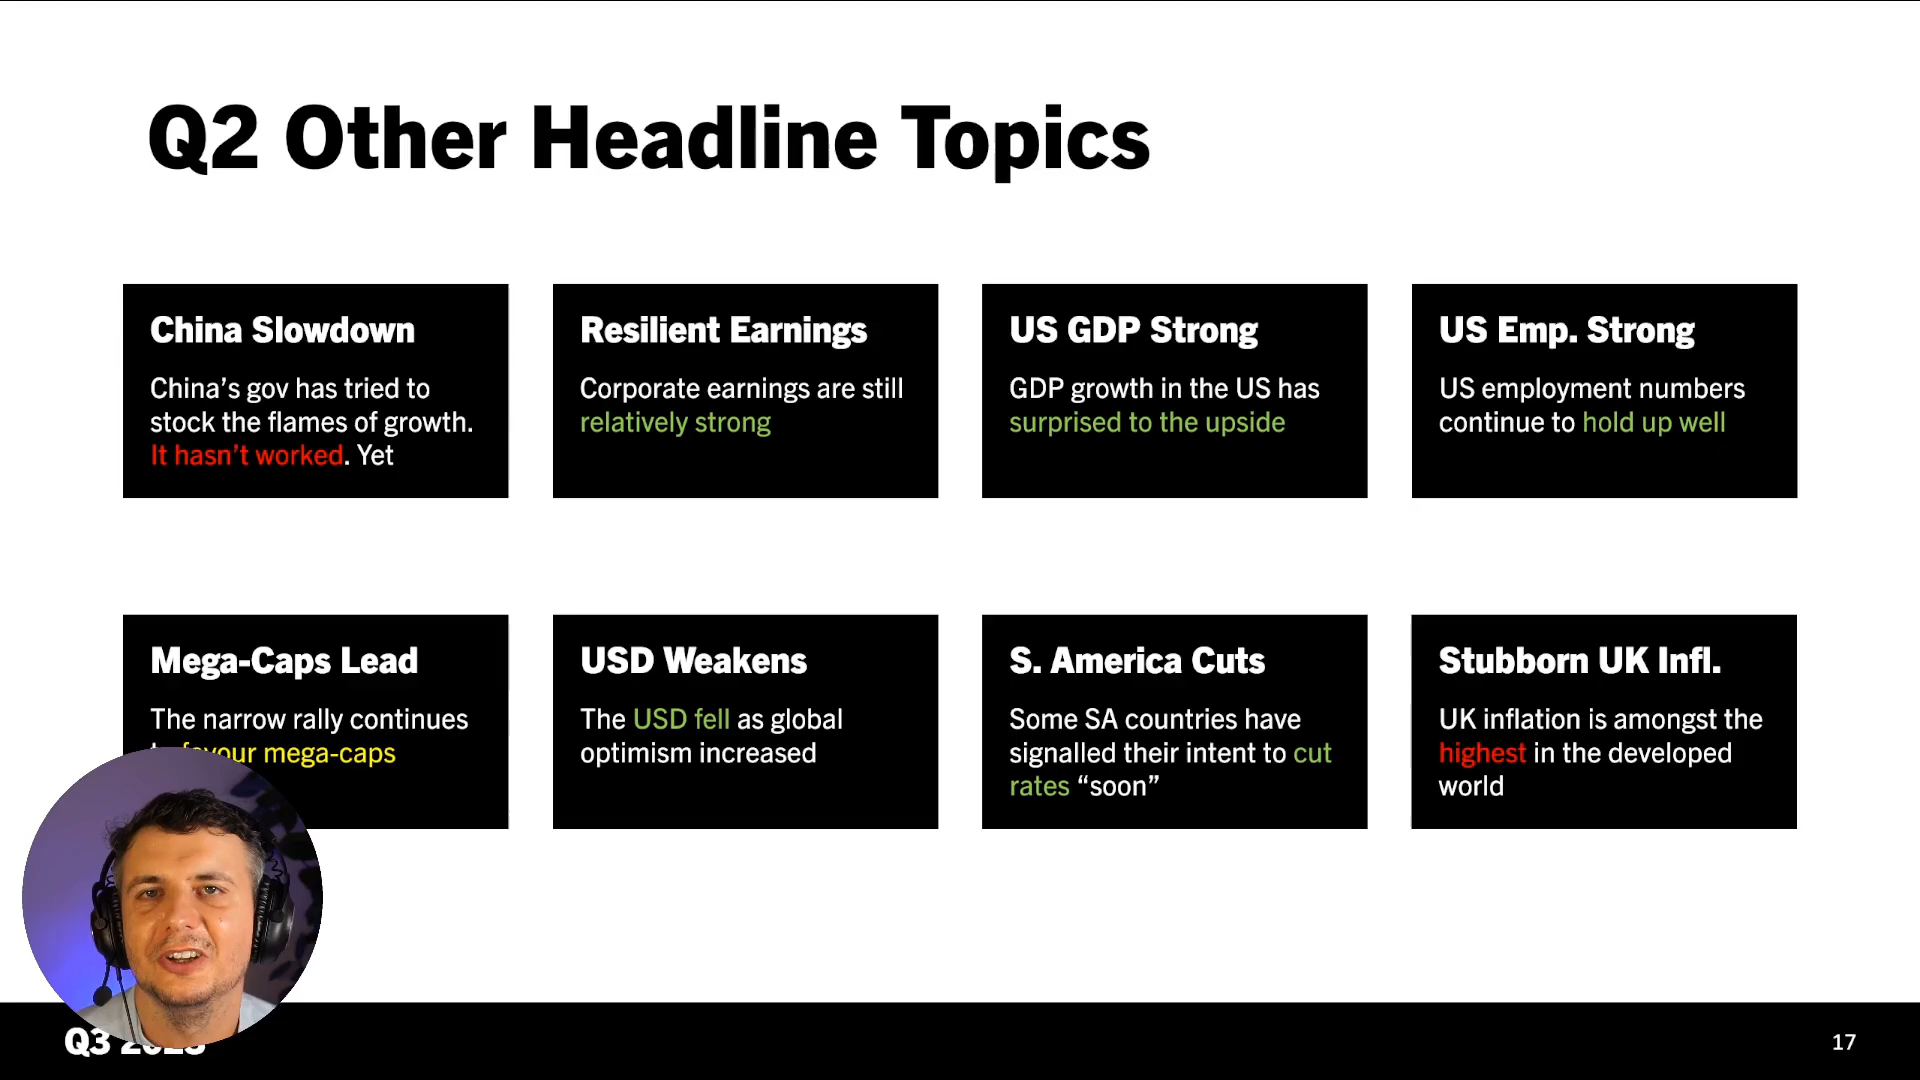 Q2 Other Headline Topics
China Slowdown
China's gov has tried to
stock the flames of growth.
It hasn't worked. Yet
Resilient Earnings
Corporate earnings are still
relatively strong
US GDP Strong
GDP growth in the US has
surprised to the upside
US Emp. Strong
US employment numbers
continue to hold up well
Mega-Caps Lead
The narrow rally continues
mega-caps
USD Weakens
The USD fell as global
optimism increased
S. America Cuts
Some SA countries have
signalled their intent to cut
rates “soon”
Stubborn UK Infl.
UK inflation is amongst the
highest in the developed
world
Q3
17